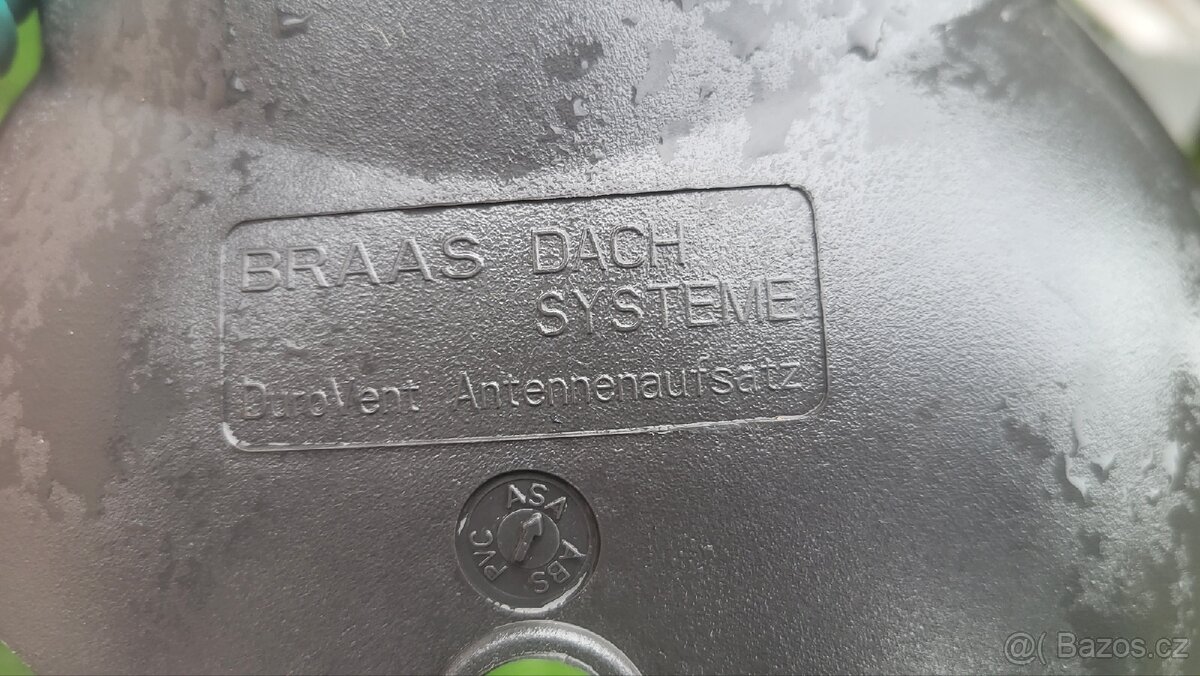 BRAAS DACH
SYSTEME
DuroVent Antennenaufsatz
ASA
PVC
ABS
@( Bazos.cz